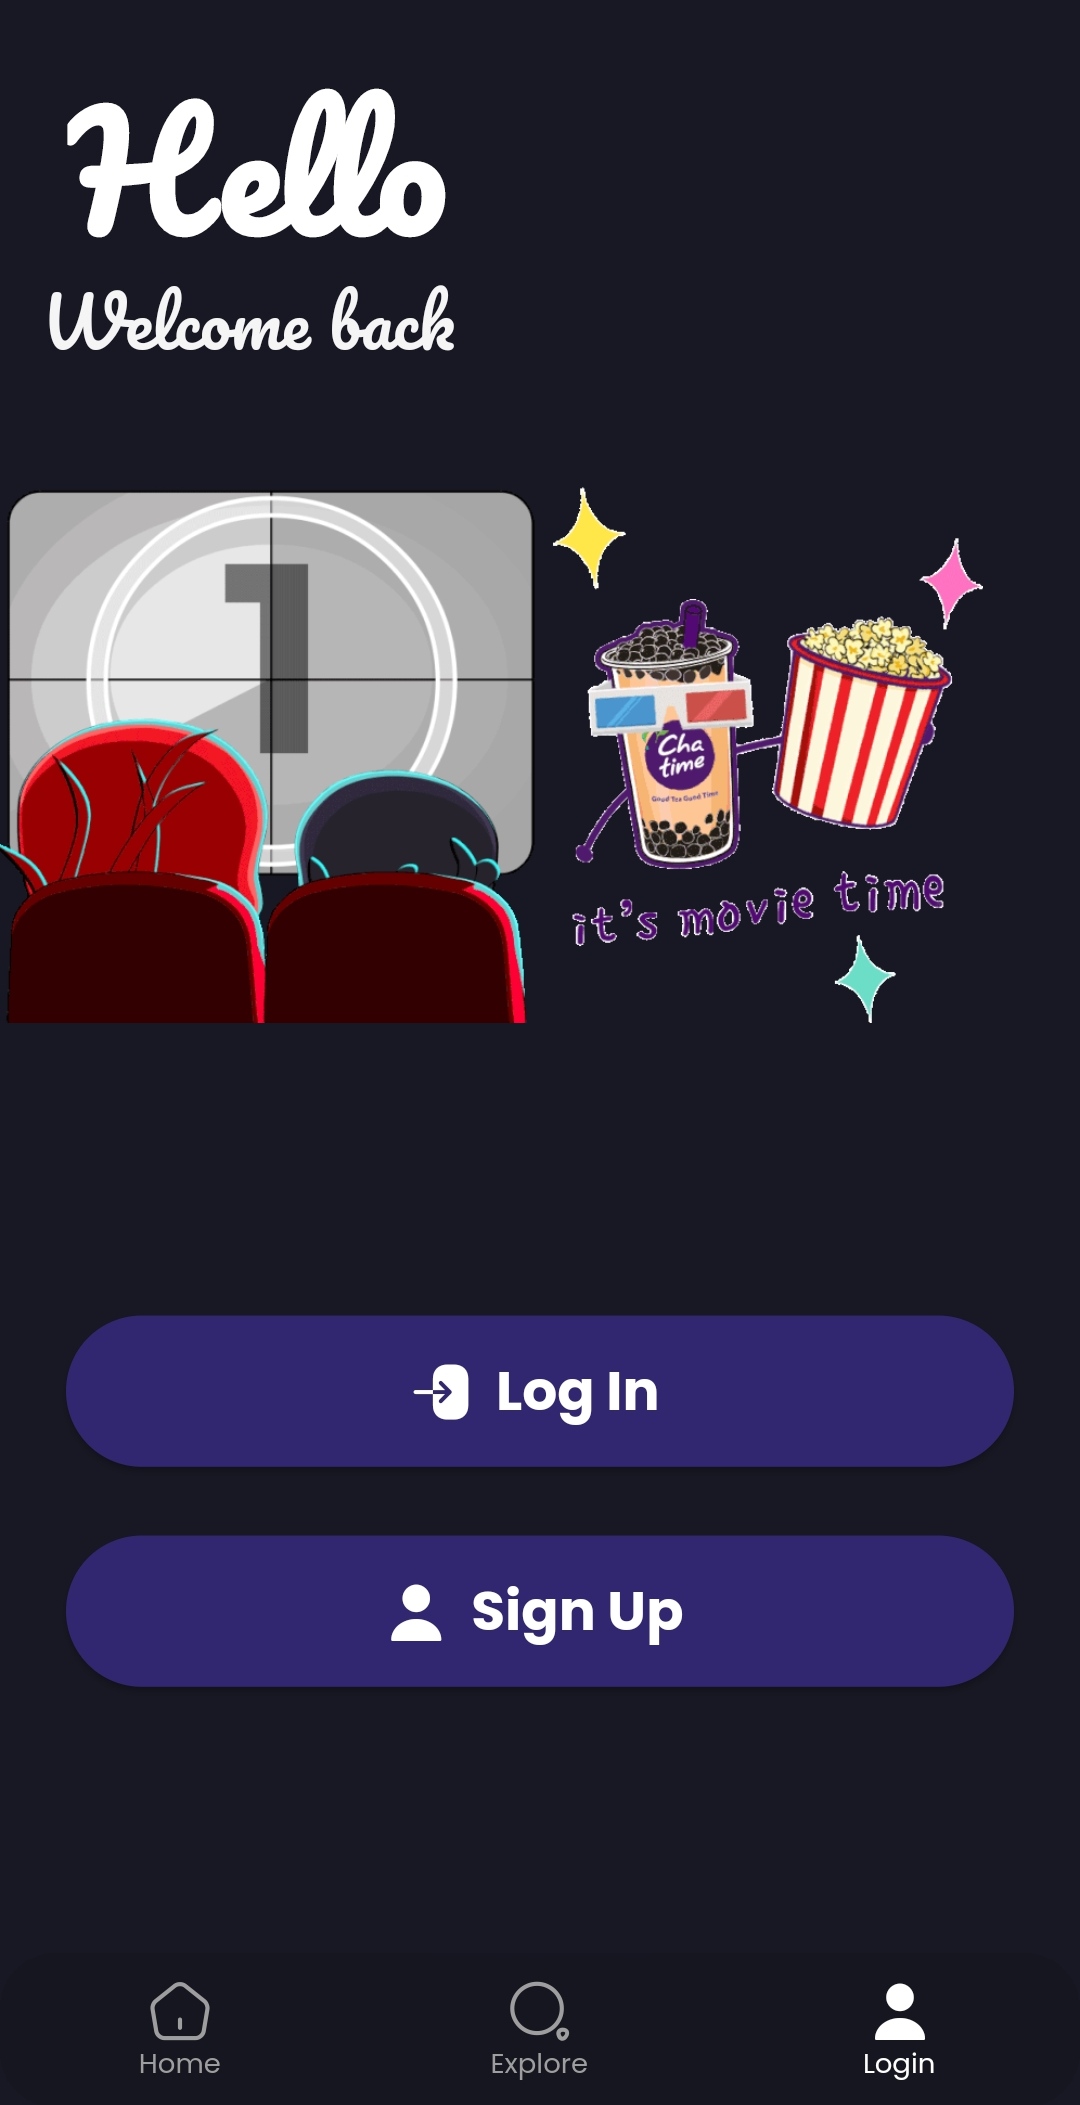 Hello
Welcome back
1
Cha
time
Good Tea Good Time
it's movie time
Log In
Sign Up
Home
Explore
Login